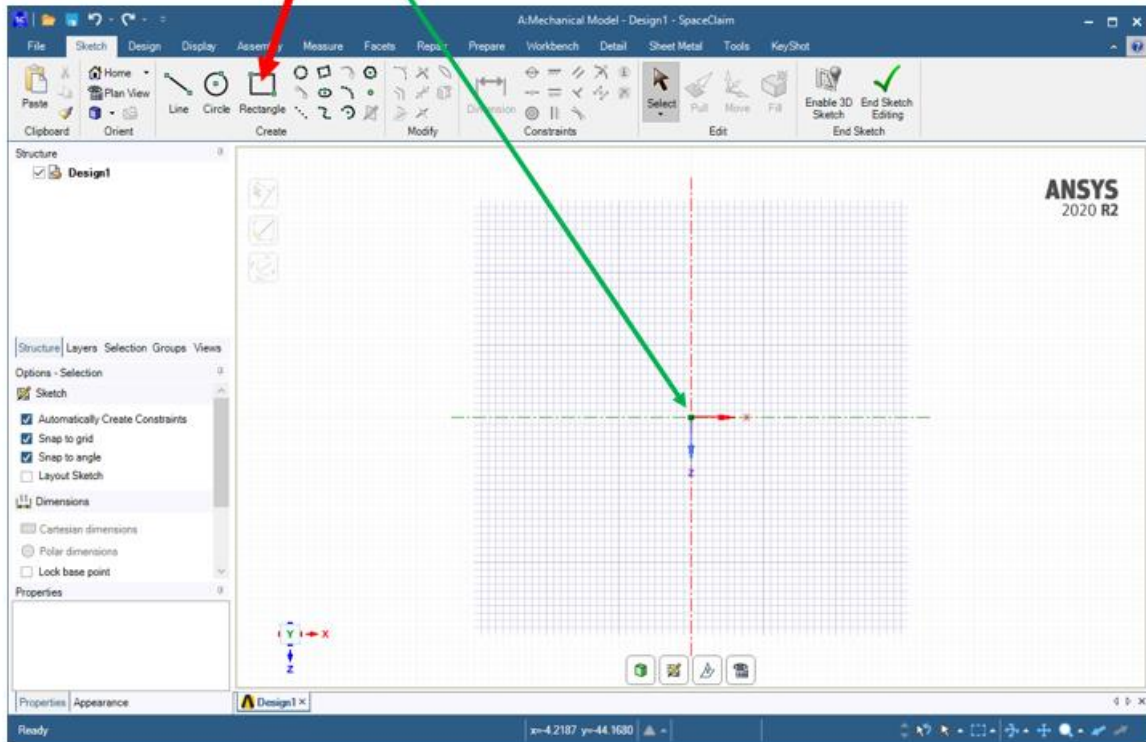 A:Mechanical Model - Design1 - SpaceClaim
File Sketch Design Display Assembly Measure Facets Repair Prepare Workbench Detail Sheet Metal Tools KeyShot
Home
Plan View
Paste
Line Circle Rectangle
Dimension
Select Pull Move Fill
Enable 3D Sketch
End Sketch Editing
Clipboard Orient Create Modify Constraints Edit End Sketch
Structure
Design1
ANSYS
2020 R2
Structure Layers Selection Groups Views
Options - Selection
Sketch
Automatically Create Constraints
Snap to grid
Snap to angle
Layout Sketch
Dimensions
Cartesian dimensions
Polar dimensions
Lock base point
Properties
X
Z
Y X
Z
Properties Appearance
Design1
Ready
x=-4.2187 y=-44.1680